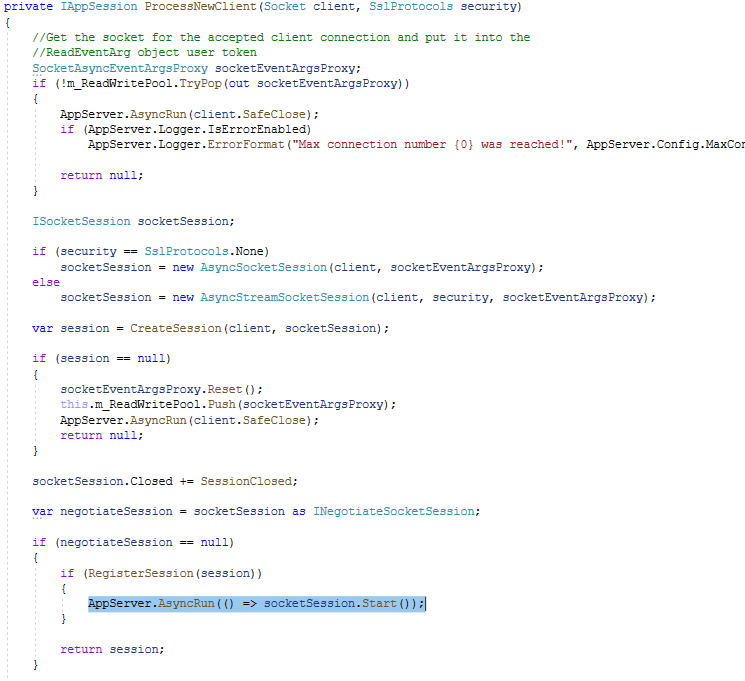 private IAppSession ProcessNewClient(Socket client, SslProtocols security)
{
    //Get the socket for the accepted client connection and put it into the
    //ReadEventArg object user token
    SocketAsyncEventArgsProxy socketEventArgsProxy;
    if (!m_ReadWritePool.TryPop(out socketEventArgsProxy))
    {
        AppServer.AsyncRun(client.SafeClose);
        if (AppServer.Logger.IsErrorEnabled)
            AppServer.Logger.ErrorFormat("Max connection number {0} was reached!", AppServer.Config.MaxCon
        return null;
    }
    ISocketSession socketSession;
    if (security == SslProtocols.None)
        socketSession = new AsyncSocketSession(client, socketEventArgsProxy);
    else
        socketSession = new AsyncStreamSocketSession(client, security, socketEventArgsProxy);
    var session = CreateSession(client, socketSession);
    if (session == null)
    {
        socketEventArgsProxy.Reset();
        this.m_ReadWritePool.Push(socketEventArgsProxy);
        AppServer.AsyncRun(client.SafeClose);
        return null;
    }
    socketSession.Closed += SessionClosed;
    var negotiateSession = socketSession as INegotiateSocketSession;
    if (negotiateSession == null)
    {
        if (RegisterSession(session))
        {
            AppServer.AsyncRun(() => socketSession.Start());
        }
        return session;
    }